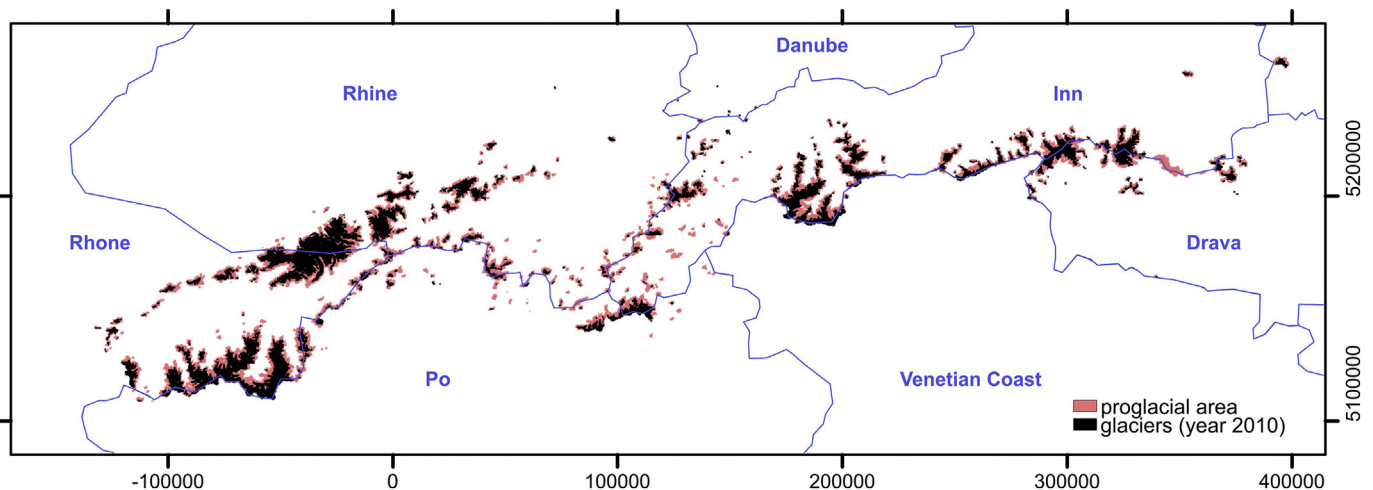 -100000
0
100000
200000
300000
400000
Danube
Rhine
Inn
5200000
Rhone
Drava
Po
Venetian Coast
5100000
proglacial area
glaciers (year 2010)